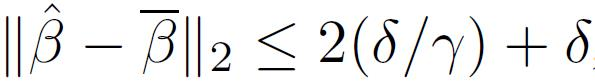 ‖β̂ − β̅‖₂ ≤ 2(δ/γ) + δ,